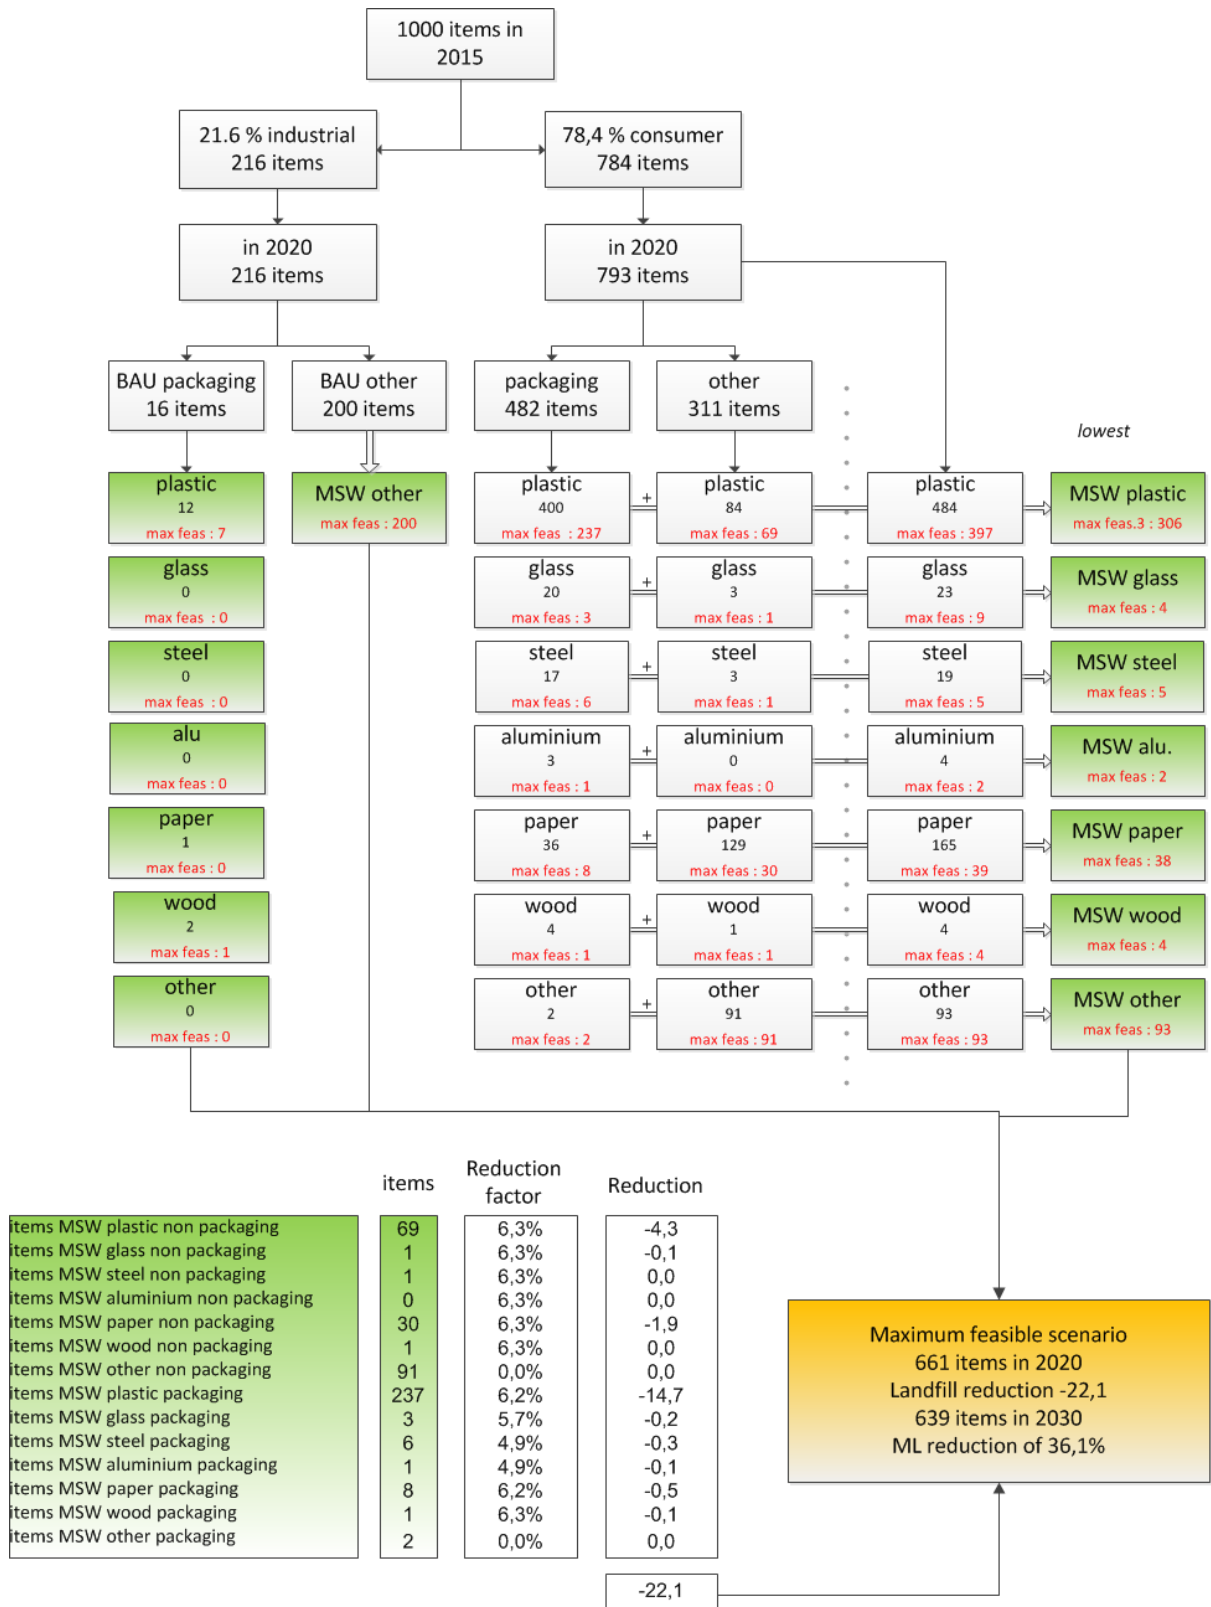 1000 items in
2015
21.6 % industrial
216 items
78,4 % consumer
784 items
in 2020
216 items
in 2020
793 items
BAU packaging
16 items
BAU other
200 items
packaging
482 items
other
311 items
lowest
plastic
12
max feas : 7
MSW other
max feas : 200
plastic
400
max feas : 237
+
plastic
84
max feas : 69
plastic
484
max feas : 397
MSW plastic
max feas.3 : 306
glass
0
max feas : 0
glass
20
max feas : 3
+
glass
3
max feas : 1
glass
23
max feas : 9
MSW glass
max feas : 4
steel
0
max feas : 0
steel
17
max feas : 6
+
steel
3
max feas : 1
steel
19
max feas : 5
MSW steel
max feas : 5
alu
0
max feas : 0
aluminium
3
max feas : 1
+
aluminium
0
max feas : 0
aluminium
4
max feas : 2
MSW alu.
max feas : 2
paper
1
max feas : 0
paper
36
max feas : 8
+
paper
129
max feas : 30
paper
165
max feas : 39
MSW paper
max feas : 38
wood
2
max feas : 1
wood
4
max feas : 1
+
wood
1
max feas : 1
wood
4
max feas : 4
MSW wood
max feas : 4
other
0
max feas : 0
other
2
max feas : 2
+
other
91
max feas : 91
other
93
max feas : 93
MSW other
max feas : 93
items
Reduction
factor
Reduction
items MSW plastic non packaging 69 6,3% -4,3
items MSW glass non packaging 1 6,3% -0,1
items MSW steel non packaging 1 6,3% 0,0
items MSW aluminium non packaging 0 6,3% 0,0
items MSW paper non packaging 30 6,3% -1,9
items MSW wood non packaging 1 6,3% 0,0
items MSW other non packaging 91 0,0% 0,0
items MSW plastic packaging 237 6,2% -14,7
items MSW glass packaging 3 5,7% -0,2
items MSW steel packaging 6 4,9% -0,3
items MSW aluminium packaging 1 4,9% -0,1
items MSW paper packaging 8 6,2% -0,5
items MSW wood packaging 1 6,3% -0,1
items MSW other packaging 2 0,0% 0,0
-22,1
Maximum feasible scenario
661 items in 2020
Landfill reduction -22,1
639 items in 2030
ML reduction of 36,1%